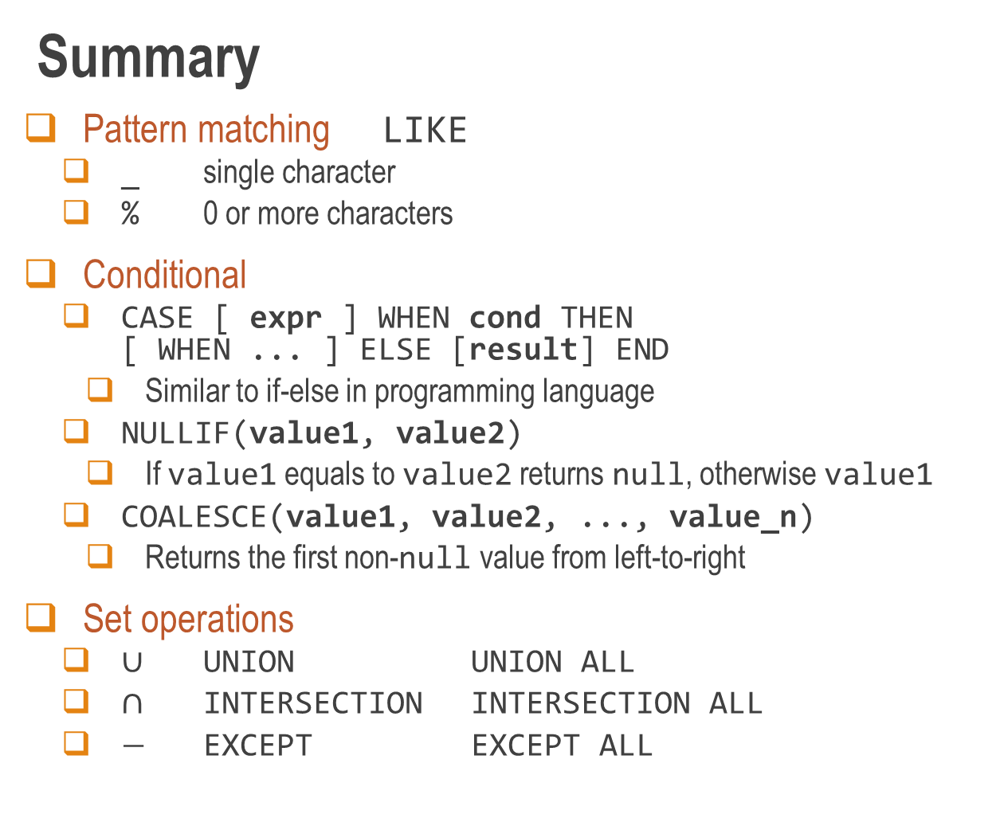 Summary
Pattern matching LIKE
_ single character
% 0 or more characters
Conditional
CASE [ expr ] WHEN cond THEN
[ WHEN ... ] ELSE [result] END
Similar to if-else in programming language
NULLIF(value1, value2)
If value1 equals to value2 returns null, otherwise value1
COALESCE(value1, value2, ..., value_n)
Returns the first non-null value from left-to-right
Set operations
∪ UNION UNION ALL
∩ INTERSECTION INTERSECTION ALL
− EXCEPT EXCEPT ALL